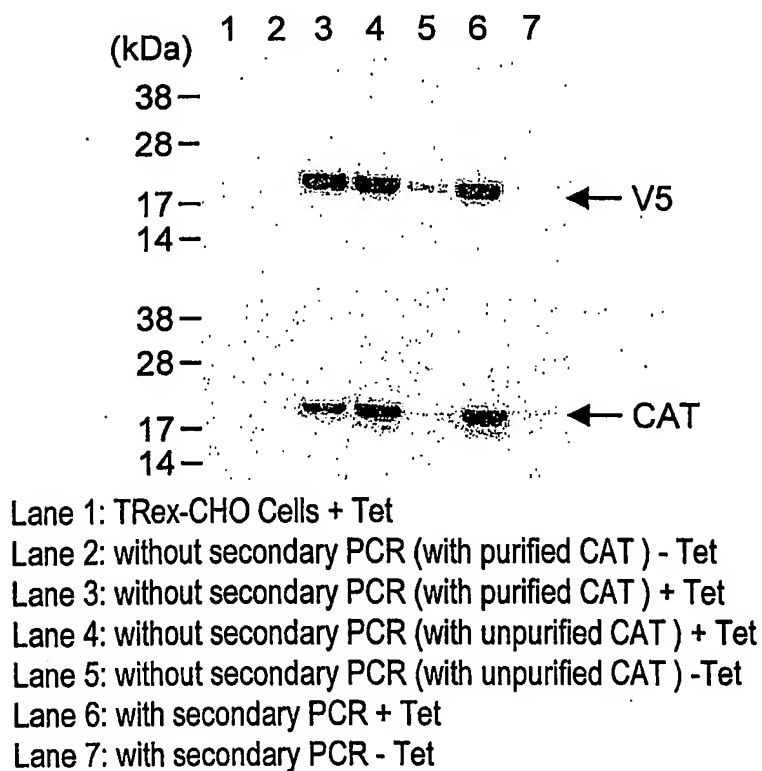 1 2 3 4 5 6 7
(kDa)
38–
28–
17–
14–
← V5
38–
28–
17–
14–
← CAT
Lane 1: TRex-CHO Cells + Tet
Lane 2: without secondary PCR (with purified CAT ) - Tet
Lane 3: without secondary PCR (with purified CAT ) + Tet
Lane 4: without secondary PCR (with unpurified CAT ) + Tet
Lane 5: without secondary PCR (with unpurified CAT ) -Tet
Lane 6: with secondary PCR + Tet
Lane 7: with secondary PCR - Tet